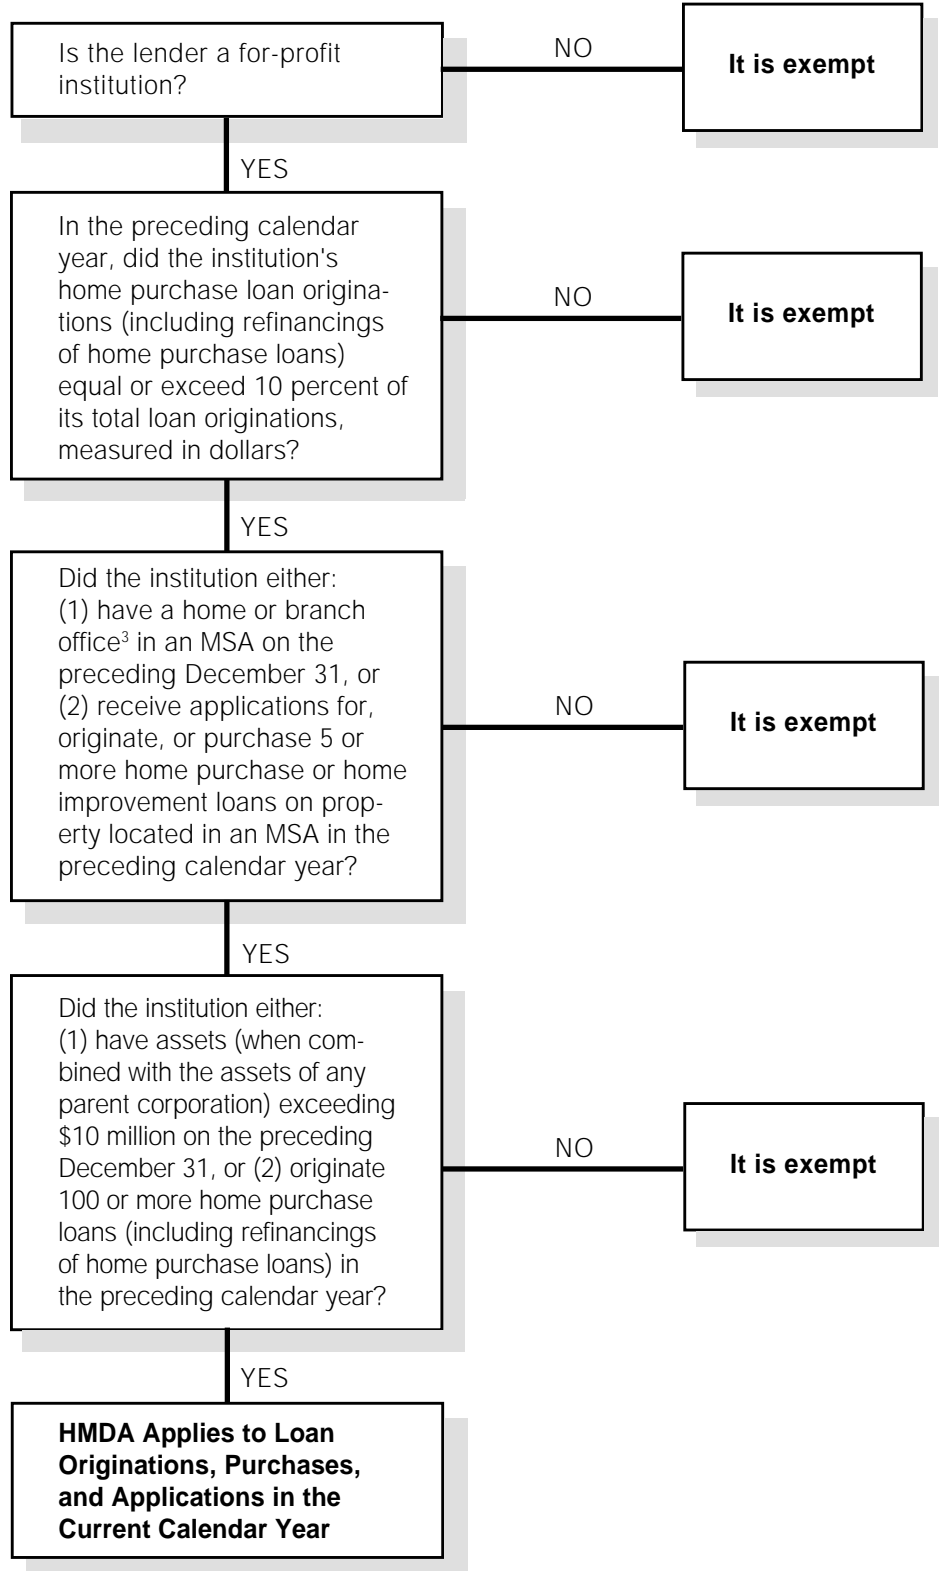 Is the lender a for-profit
institution?
NO
It is exempt
YES
In the preceding calendar
year, did the institution's
home purchase loan origina-
tions (including refinancings
of home purchase loans)
equal or exceed 10 percent of
its total loan originations,
measured in dollars?
NO
It is exempt
YES
Did the institution either:
(1) have a home or branch
office³ in an MSA on the
preceding December 31, or
(2) receive applications for,
originate, or purchase 5 or
more home purchase or home
improvement loans on prop-
erty located in an MSA in the
preceding calendar year?
NO
It is exempt
YES
Did the institution either:
(1) have assets (when com-
bined with the assets of any
parent corporation) exceeding
$10 million on the preceding
December 31, or (2) originate
100 or more home purchase
loans (including refinancings
of home purchase loans) in
the preceding calendar year?
NO
It is exempt
YES
HMDA Applies to Loan
Originations, Purchases,
and Applications in the
Current Calendar Year